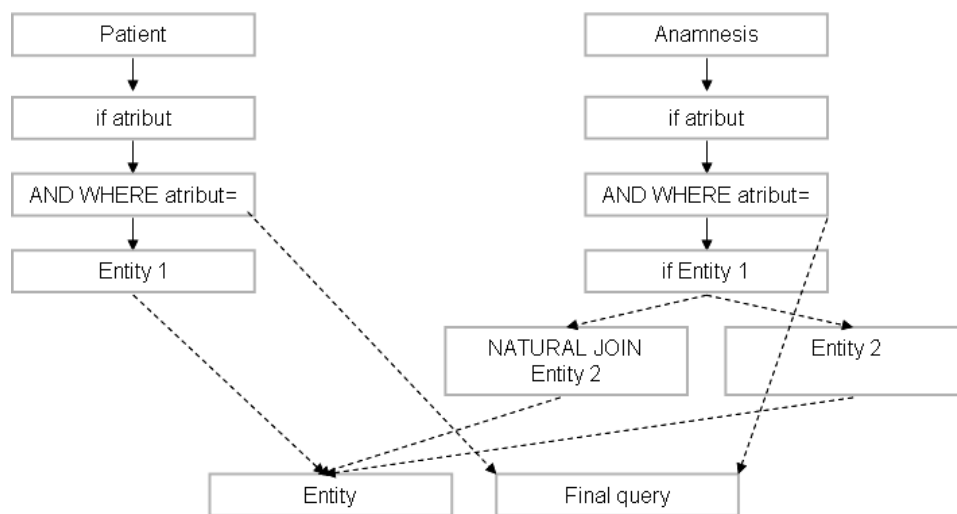 Patient
Anamnesis
if atribut
if atribut
AND WHERE atribut=
AND WHERE atribut=
Entity 1
if Entity 1
NATURAL JOIN
Entity 2
Entity 2
Entity
Final query